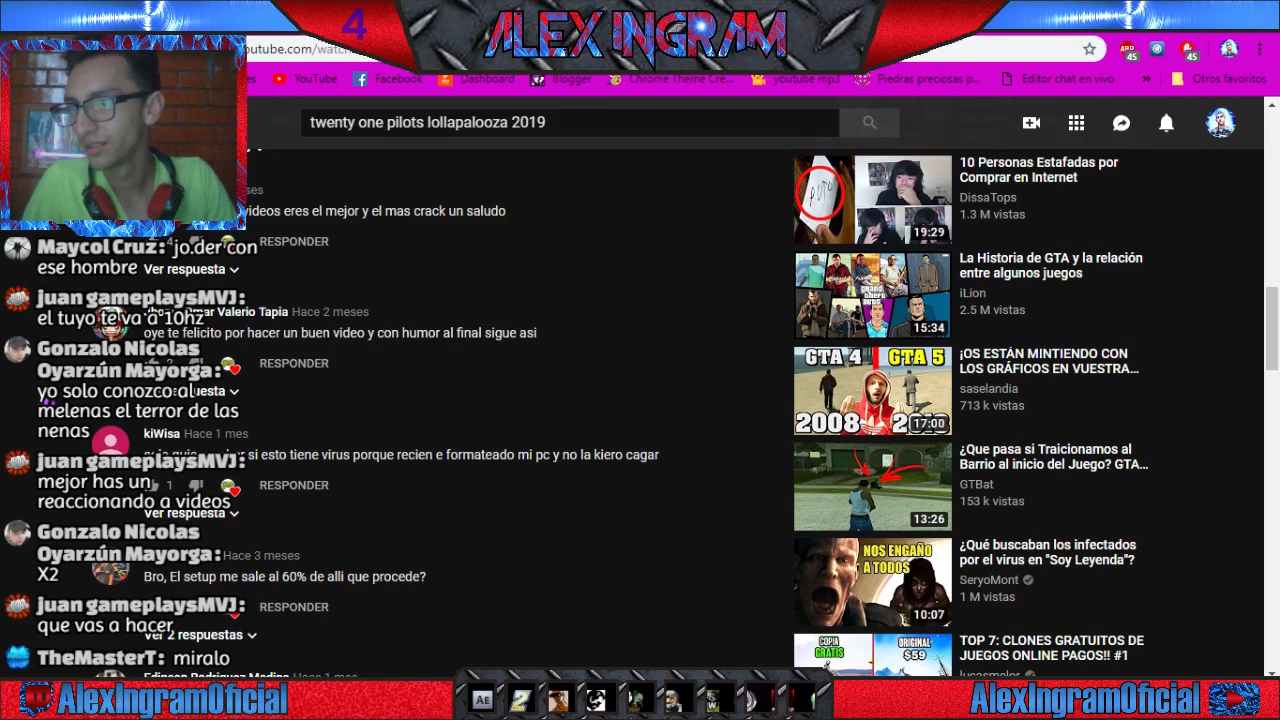 4
ALEX INGRAM
outube.com/watc
YouTube
Facebook
Dashboard
Blogger
Chrome Theme Cre...
youtube mp3
Piedras preciosas p...
Editor chat en vivo
»
Otros favoritos
45
45
twenty one pilots lollapalooza 2019
videos eres el mejor y el mas crack un saludo
RESPONDER
Ver respuesta
Valerio Tapia Hace 2 meses
oye te felicito por hacer un buen video y con humor al final sigue asi
RESPONDER
kiWisa Hace 1 mes
si esto tiene virus porque recien e formateado mi pc y no la kiero cagar
1 RESPONDER
Ver respuesta
Hace 3 meses
Bro, El setup me sale al 60% de alli que procede?
RESPONDER
Ver 2 respuestas
Hace 1 mes
Maycol Cruz: jo.der con
ese hombre
juan gameplaysMVJ:
el tuyo te va a 10hz
Gonzalo Nicolas
Oyarzún Mayorga:
yo solo conozco al
melenas el terror de las
nenas
juan gameplaysMVJ:
mejor has un
reaccionando a videos
Gonzalo Nicolas
Oyarzún Mayorga:
X2
juan gameplaysMVJ:
que vas a hacer
TheMasterT: miralo
19:29
10 Personas Estafadas por
Comprar en Internet
DissaTops
1.3 M vistas
15:34
La Historia de GTA y la relación
entre algunos juegos
iLion
2.5 M vistas
GTA 4 GTA 5
2008
17:00
¡OS ESTÁN MINTIENDO CON
LOS GRÁFICOS EN VUESTRA...
saselandia
713 k vistas
13:26
¿Que pasa si Traicionamos al
Barrio al inicio del Juego? GTA...
GTBat
153 k vistas
NOS ENGAÑO
A TODOS
10:07
¿Qué buscaban los infectados
por el virus en "Soy Leyenda"?
SeryoMont
1 M vistas
COPIA
GRATIS
ORIGINAL
$59
TOP 7: CLONES GRATUITOS DE
JUEGOS ONLINE PAGOS!! #1
AlexIngramOficial
Ae
2
W
AlexIngramOficial